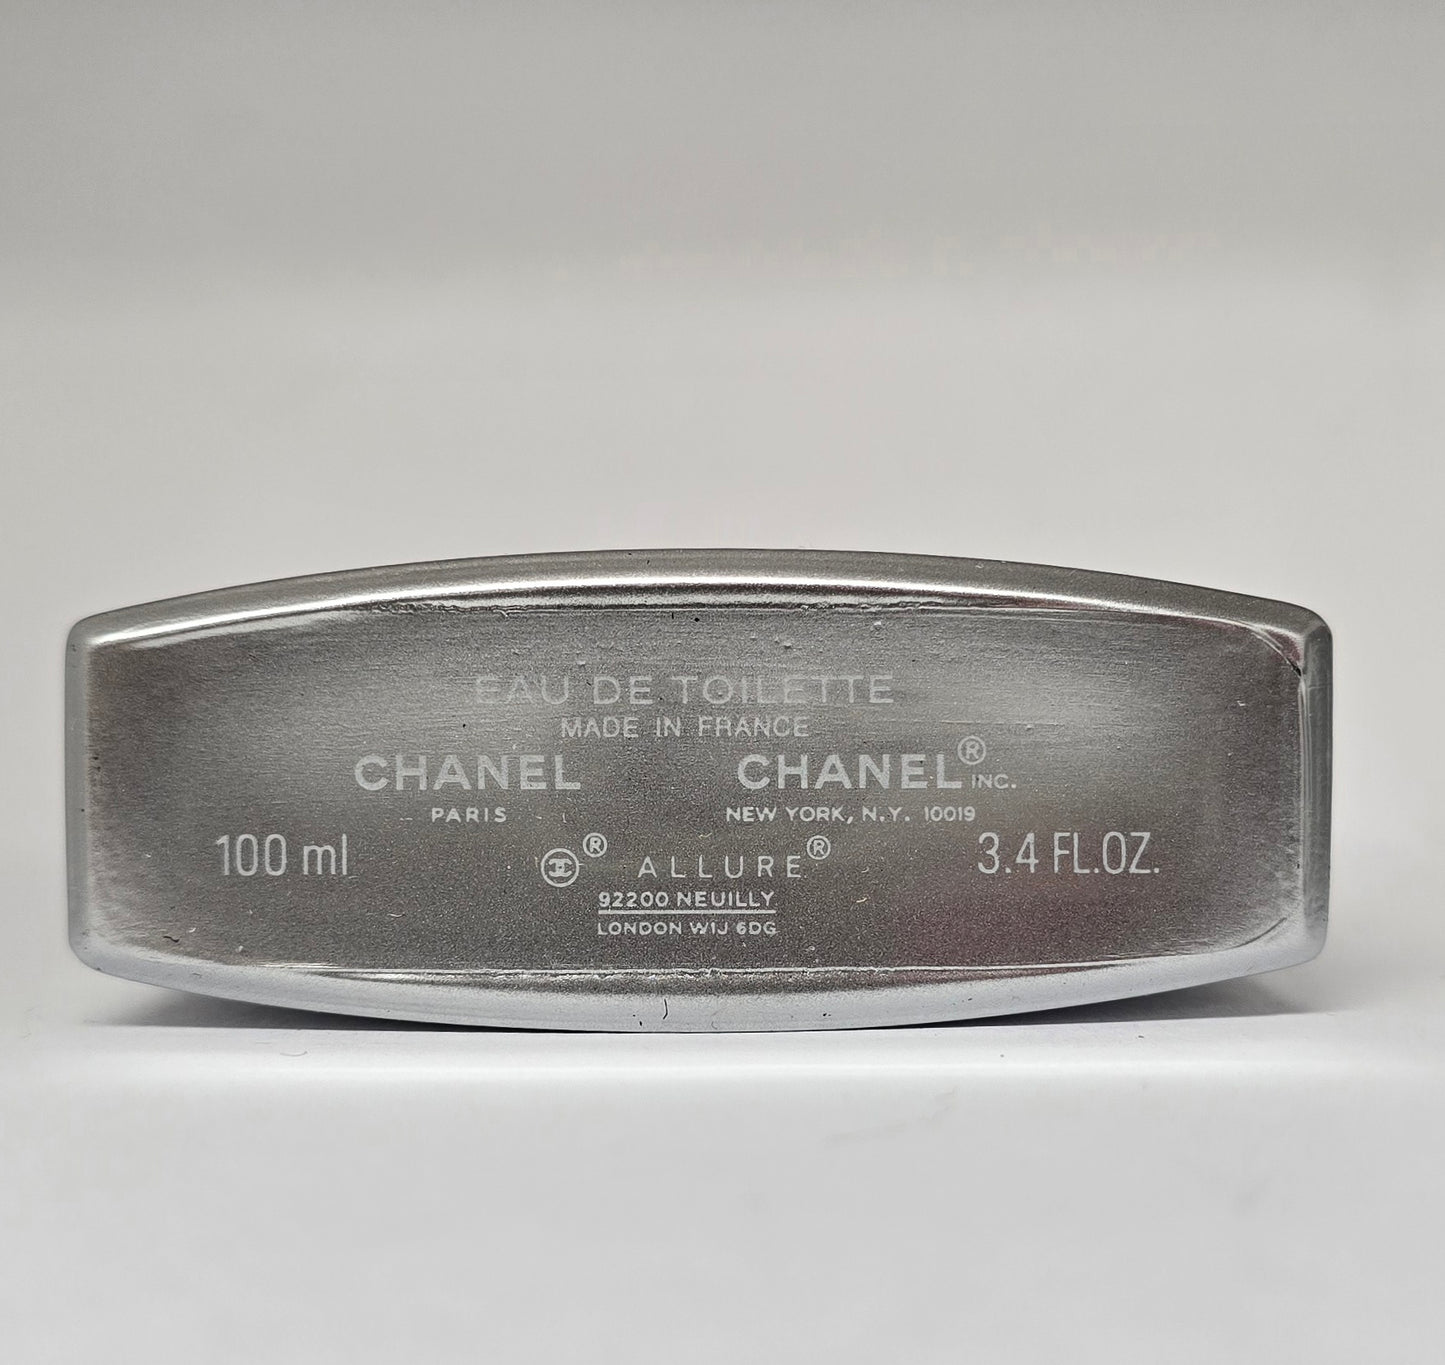 EAU DE TOILETTE
MADE IN FRANCE
CHANEL CHANEL® INC.
PARIS NEW YORK, N.Y. 10019
100 ml ® ALLURE® 3.4 FL.OZ.
92200 NEUILLY
LONDON W1J 6DG